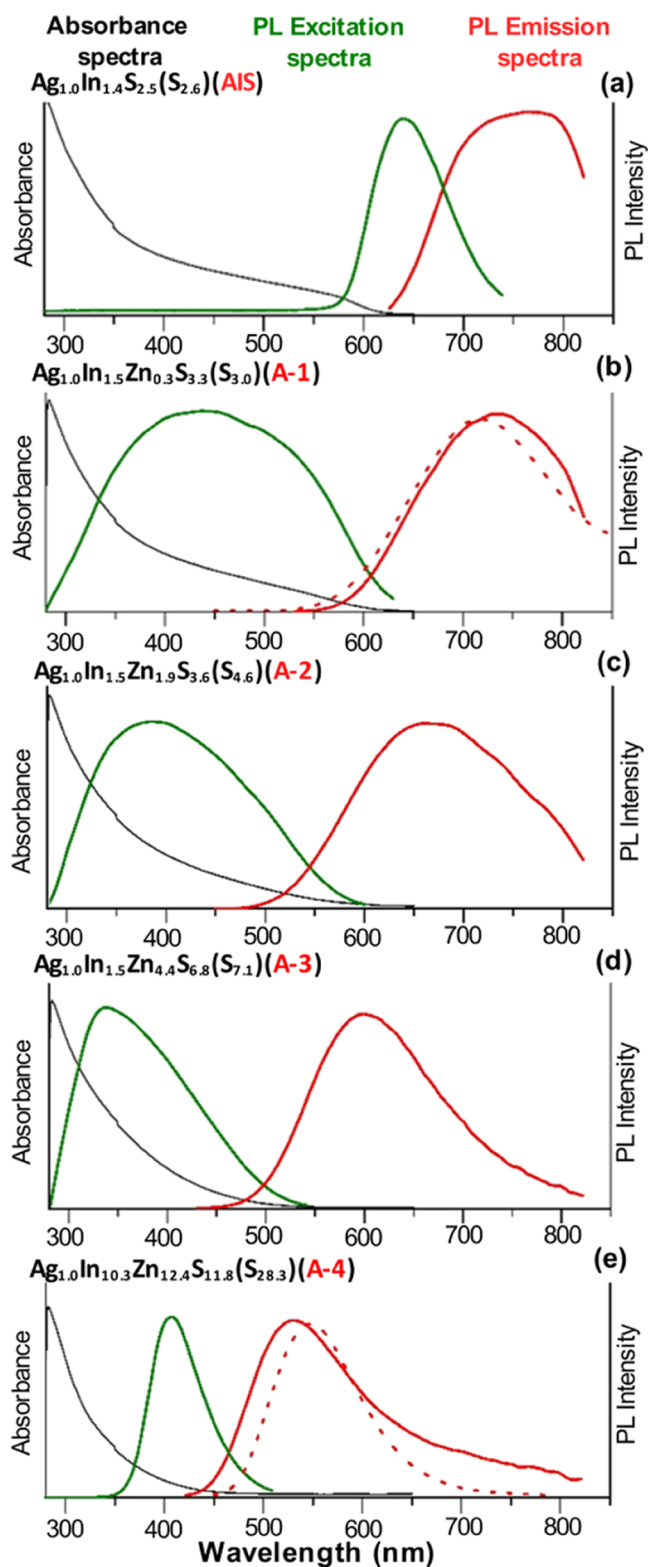 Absorbance spectra PL Excitation spectra PL Emission spectra
Ag1.0In1.4S2.5(S2.6)(AIS) (a)
Absorbance PL Intensity
300 400 500 600 700 800
Ag1.0In1.5Zn0.3S3.3(S3.0)(A-1) (b)
Absorbance PL Intensity
300 400 500 600 700 800
Ag1.0In1.5Zn1.9S3.6(S4.6)(A-2) (c)
Absorbance PL Intensity
300 400 500 600 700 800
Ag1.0In1.5Zn4.4S6.8(S7.1)(A-3) (d)
Absorbance PL Intensity
300 400 500 600 700 800
Ag1.0In10.3Zn12.4S11.8(S28.3)(A-4) (e)
Absorbance PL Intensity
300 400 500 600 700 800
Wavelength (nm)